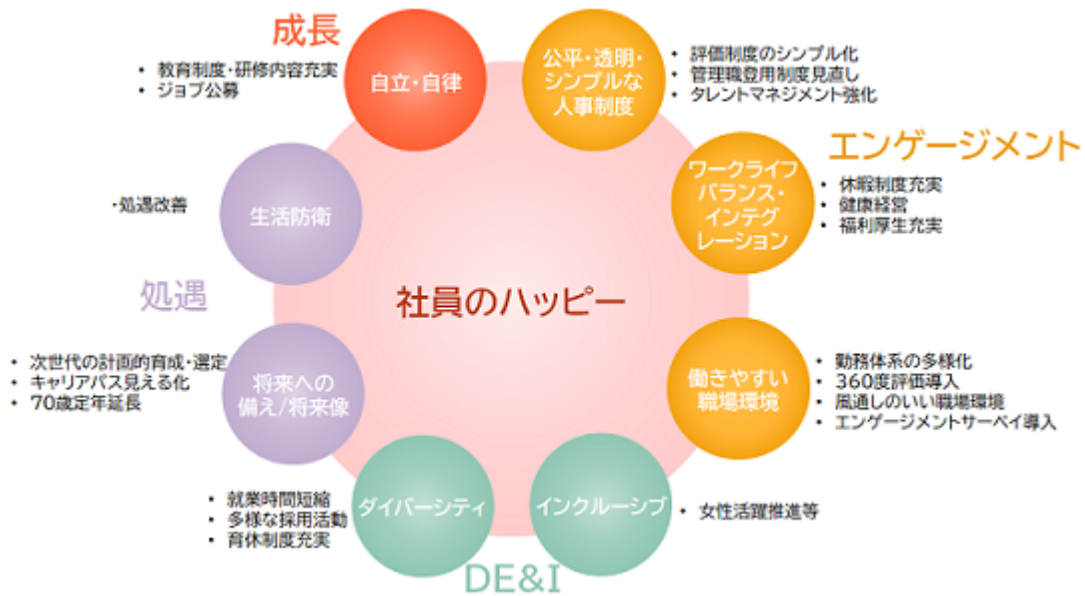 成長
・ 教育制度・研修内容充実
・ ジョブ公募
自立・自律
公平・透明・
シンプルな
人事制度
・ 評価制度のシンプル化
・ 管理職登用制度見直し
・ タレントマネジメント強化
エンゲージメント
ワークライフ
バランス・
インテグ
レーション
・ 休暇制度充実
・ 健康経営
・ 福利厚生充実
・処遇改善
生活防衛
処遇
社員のハッピー
・ 次世代の計画的育成・選定
・ キャリアパス見える化
・ 70歳定年延長
将来への
備え/将来像
働きやすい
職場環境
・ 勤務体系の多様化
・ 360度評価導入
・ 風通しのいい職場環境
・ エンゲージメントサーベイ導入
・ 就業時間短縮
・ 多様な採用活動
・ 育休制度充実
ダイバーシティ
インクルーシブ
・ 女性活躍推進等
DE&I